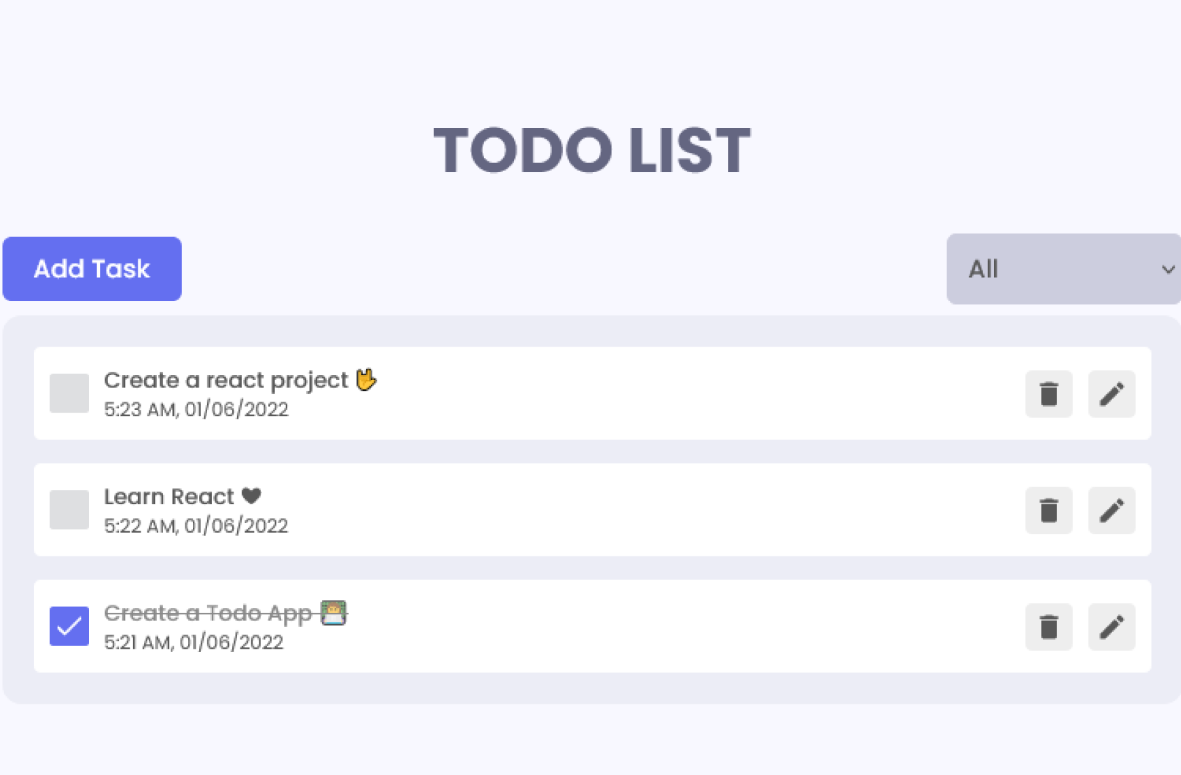 TODO LIST
Add Task
All
Create a react project 🤟
5:23 AM, 01/06/2022
Learn React 🖤
5:22 AM, 01/06/2022
Create a Todo App 👨‍🏫
5:21 AM, 01/06/2022